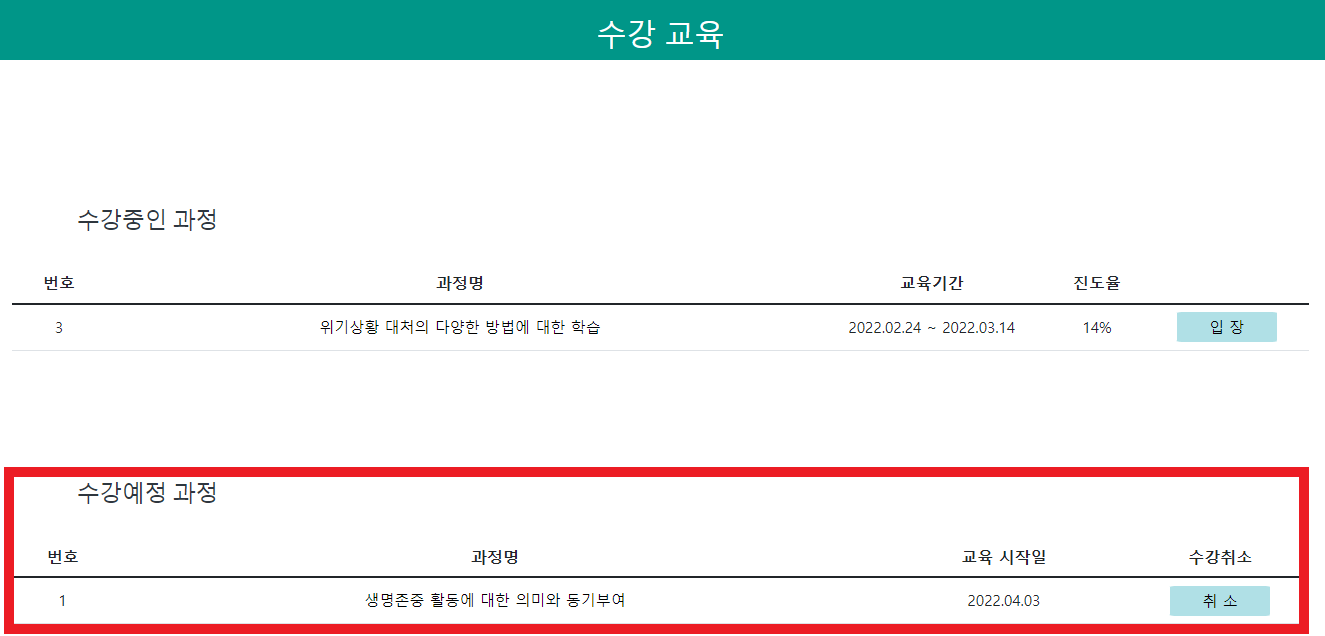 수강 교육
수강중인 과정
번호 과정명 교육기간 진도율
3 위기상황 대처의 다양한 방법에 대한 학습 2022.02.24 ~ 2022.03.14 14% 입 장
수강예정 과정
번호 과정명 교육 시작일 수강취소
1 생명존중 활동에 대한 의미와 동기부여 2022.04.03 취 소